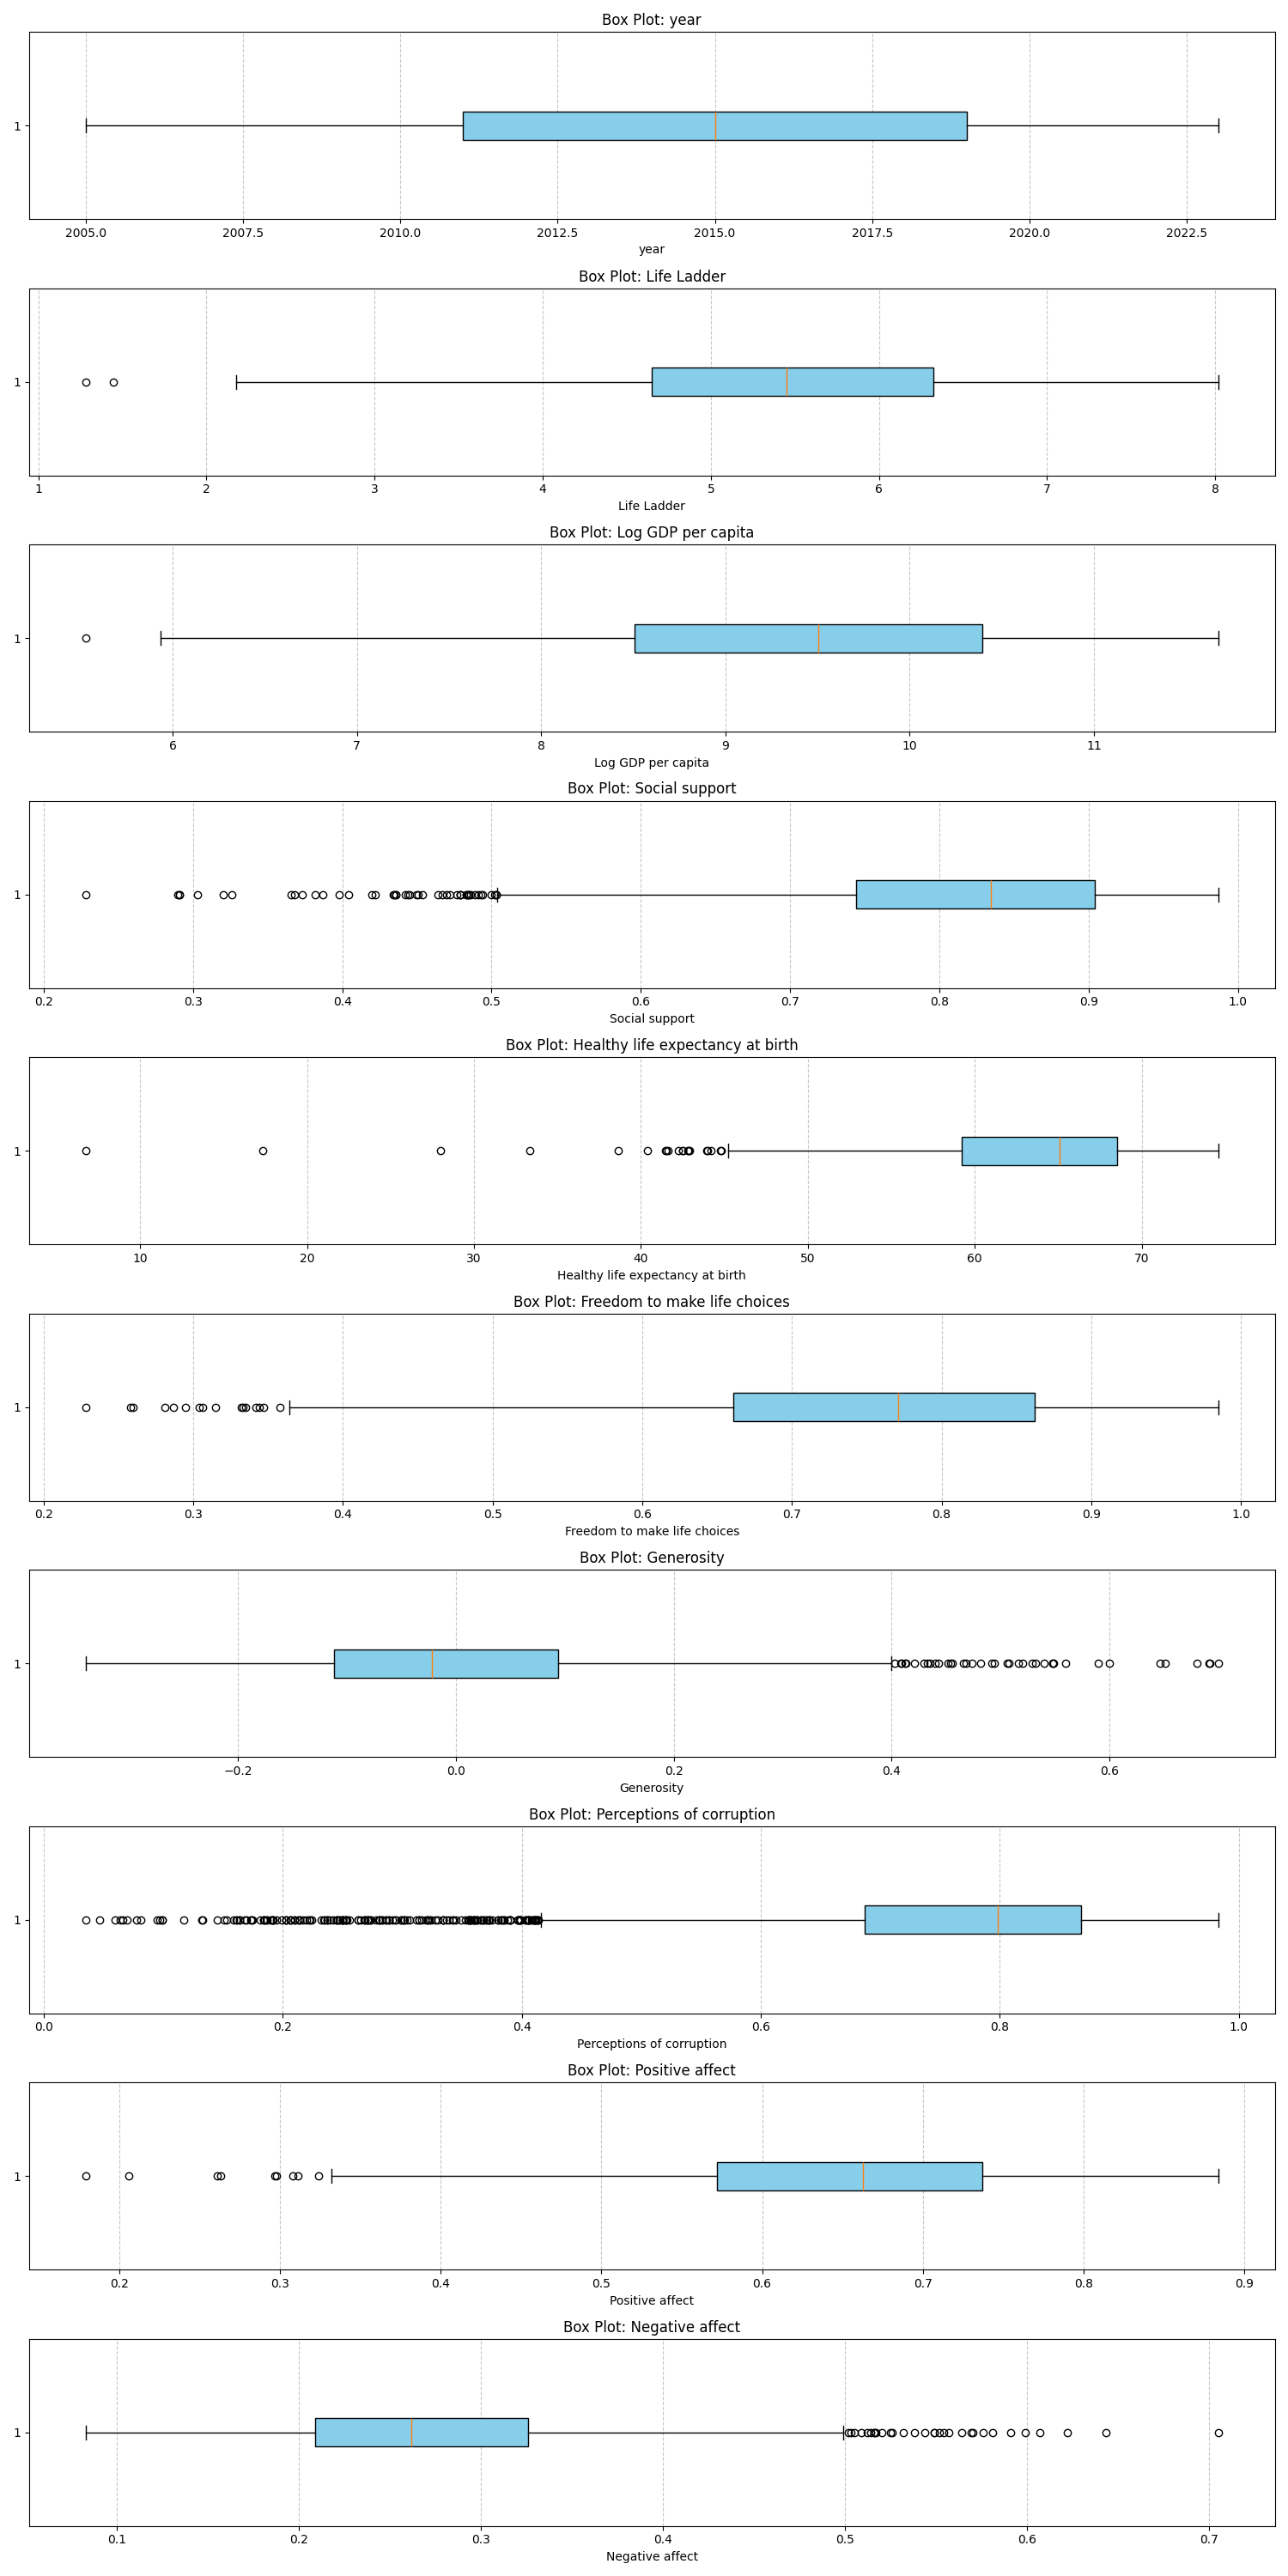 Box Plot: year
1
2005.0 2007.5 2010.0 2012.5 2015.0 2017.5 2020.0 2022.5
year
Box Plot: Life Ladder
1
1 2 3 4 5 6 7 8
Life Ladder
Box Plot: Log GDP per capita
1
6 7 8 9 10 11
Log GDP per capita
Box Plot: Social support
1
0.2 0.3 0.4 0.5 0.6 0.7 0.8 0.9 1.0
Social support
Box Plot: Healthy life expectancy at birth
1
10 20 30 40 50 60 70
Healthy life expectancy at birth
Box Plot: Freedom to make life choices
1
0.2 0.3 0.4 0.5 0.6 0.7 0.8 0.9 1.0
Freedom to make life choices
Box Plot: Generosity
1
−0.2 0.0 0.2 0.4 0.6
Generosity
Box Plot: Perceptions of corruption
1
0.0 0.2 0.4 0.6 0.8 1.0
Perceptions of corruption
Box Plot: Positive affect
1
0.2 0.3 0.4 0.5 0.6 0.7 0.8 0.9
Positive affect
Box Plot: Negative affect
1
0.1 0.2 0.3 0.4 0.5 0.6 0.7
Negative affect